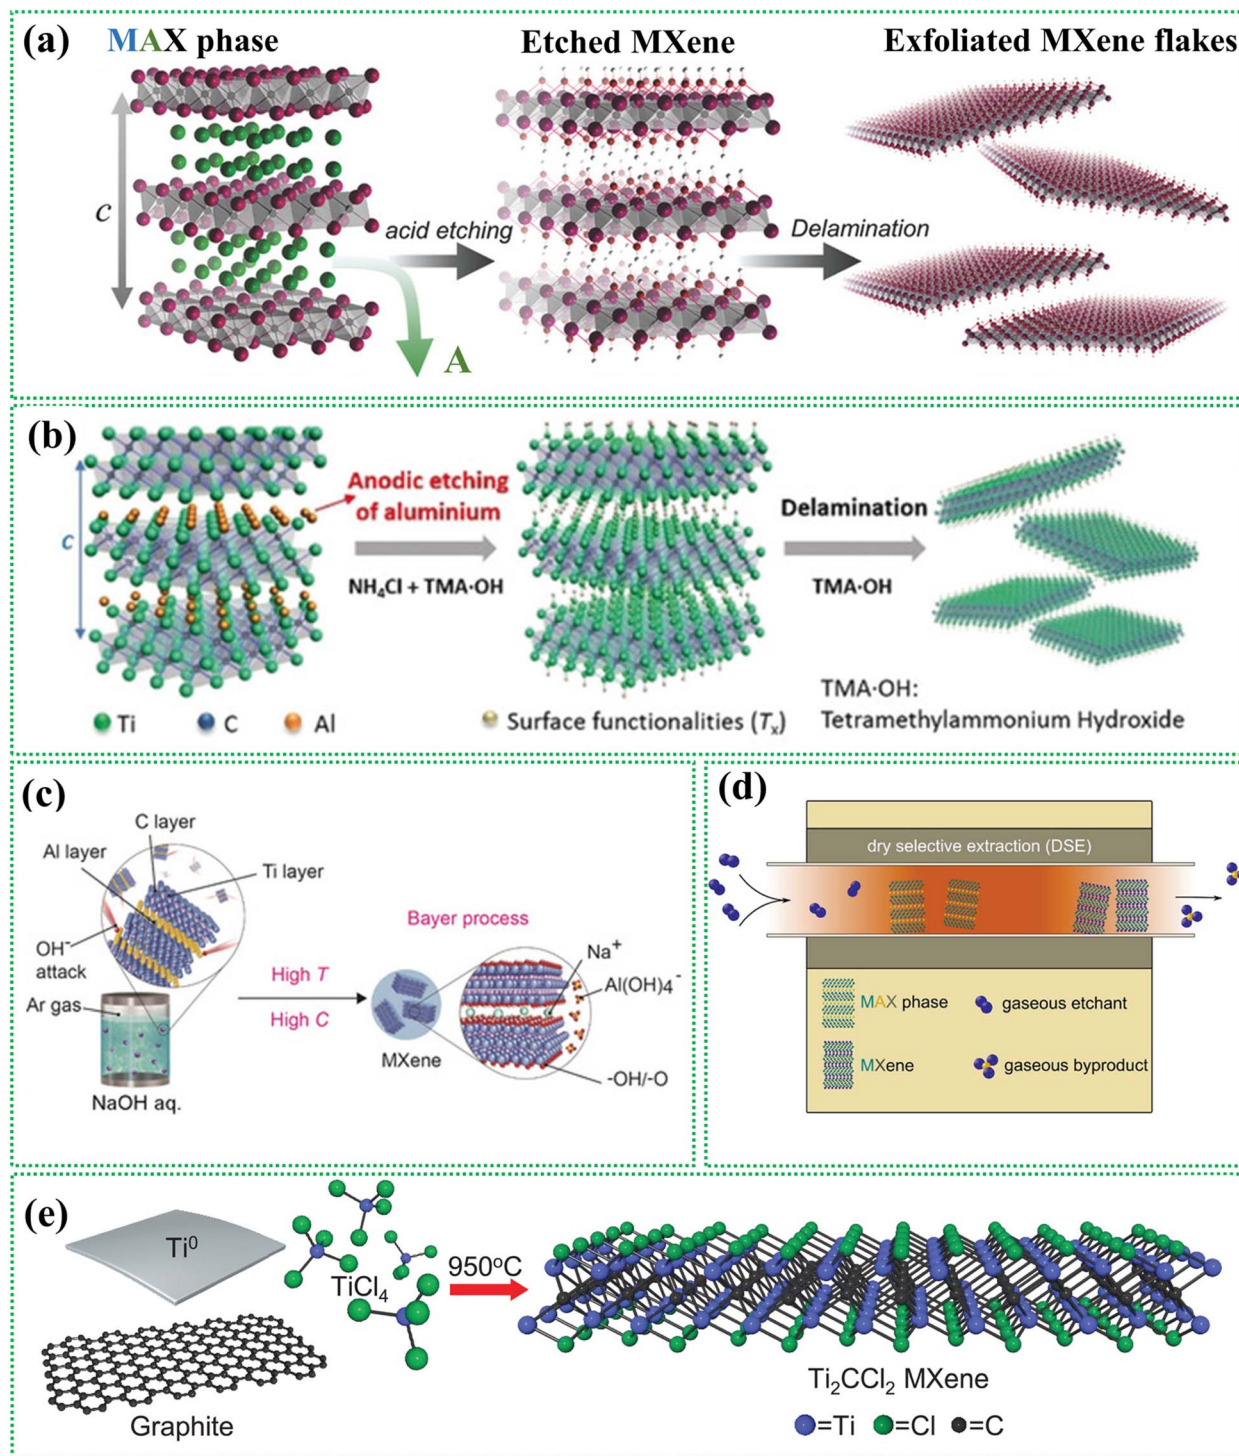 (a)
MAX phase
Etched MXene
Exfoliated MXene flakes
c
acid etching
Delamination
A
(b)
c
Anodic etching
of aluminium
NH₄Cl + TMA·OH
Delamination
TMA·OH
Ti
C
Al
Surface functionalities (Tₓ)
TMA·OH:
Tetramethylammonium Hydroxide
(c)
C layer
Al layer
Ti layer
OH⁻
attack
Ar gas
NaOH aq.
High T
High C
Bayer process
MXene
Na⁺
Al(OH)₄⁻
-OH/-O
(d)
dry selective extraction (DSE)
MAX phase
gaseous etchant
MXene
gaseous byproduct
(e)
Ti⁰
TiCl₄
950°C
Graphite
Ti₂CCl₂ MXene
=Ti
=Cl
=C